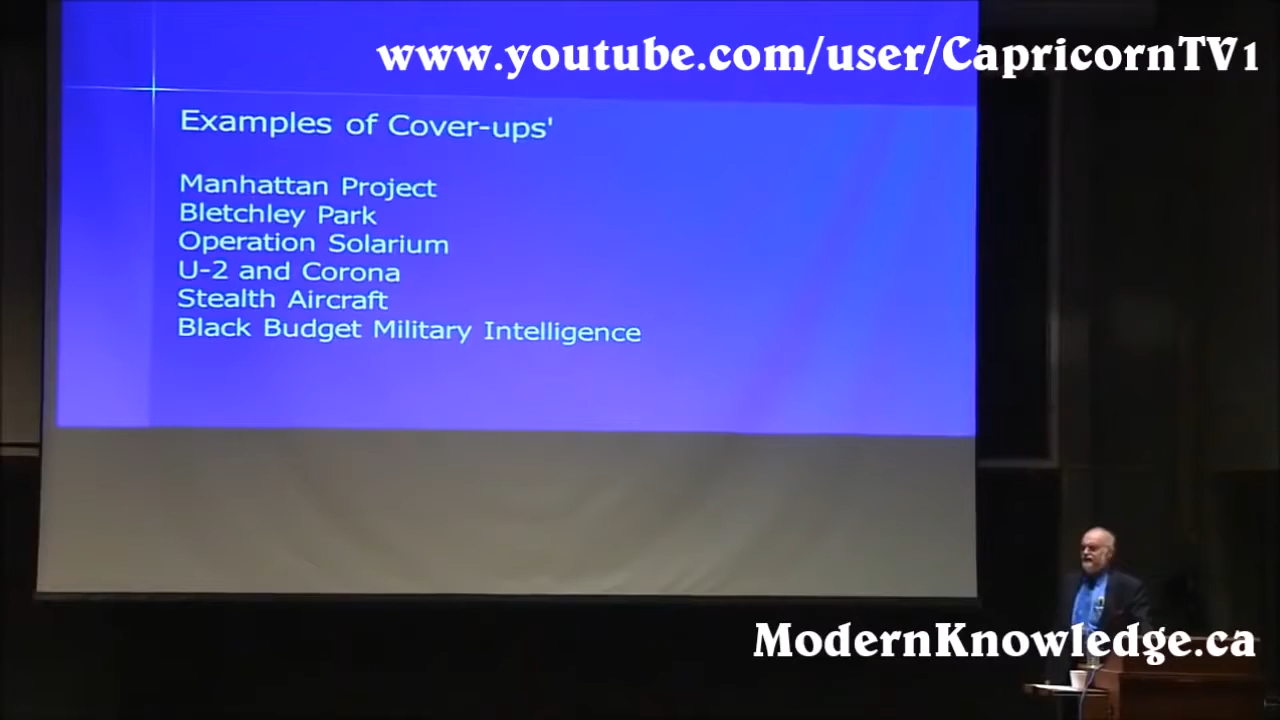 www.youtube.com/user/CapricornTV1
Examples of Cover-ups'
Manhattan Project
Bletchley Park
Operation Solarium
U-2 and Corona
Stealth Aircraft
Black Budget Military Intelligence
ModernKnowledge.ca